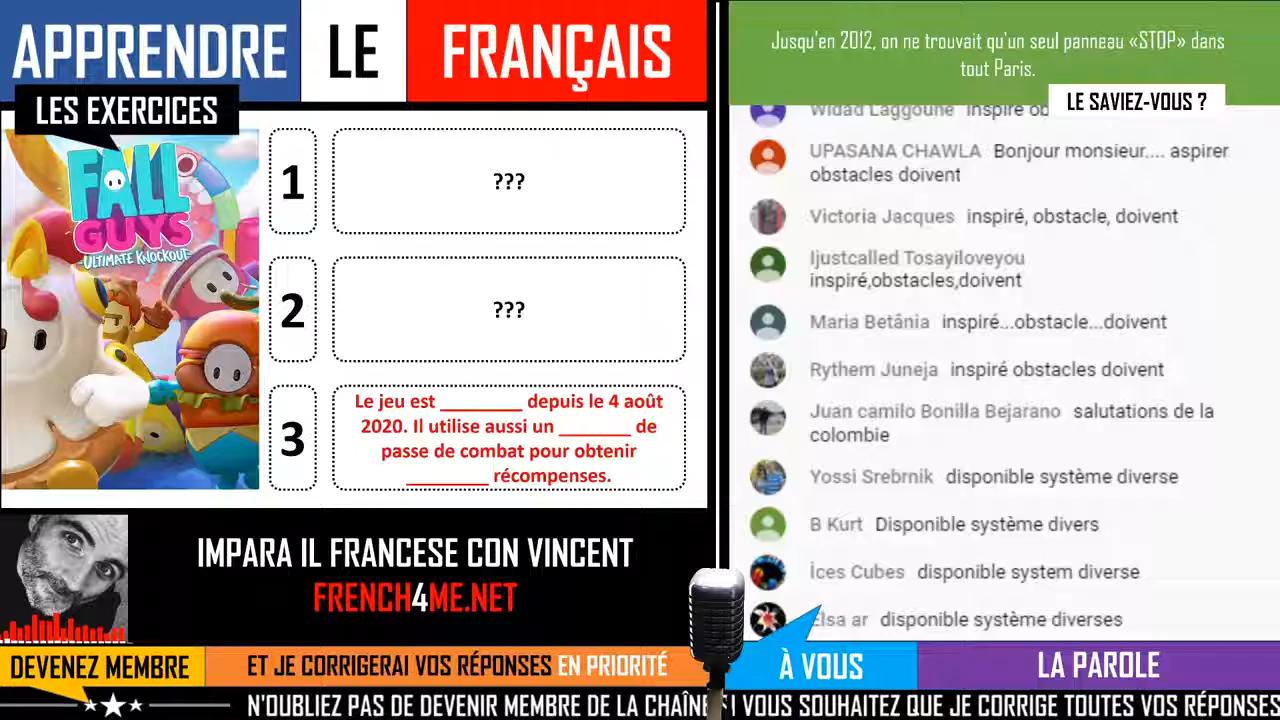 APPRENDRE LE FRANÇAIS
LES EXERCICES
FALL
GUYS
ULTIMATE KNOCKOUT
1
???
2
???
3
Le jeu est ________ depuis le 4 août
2020. Il utilise aussi un _______ de
passe de combat pour obtenir
________ récompenses.
IMPARA IL FRANCESE CON VINCENT
FRENCH4ME.NET
DEVENEZ MEMBRE
ET JE CORRIGERAI VOS RÉPONSES EN PRIORITÉ
Jusqu'en 2012, on ne trouvait qu'un seul panneau «STOP» dans
tout Paris.
LE SAVIEZ-VOUS ?
Widad Laggoune inspiré
UPASANA CHAWLA Bonjour monsieur.... aspirer
obstacles doivent
Victoria Jacques inspiré, obstacle, doivent
Ijustcalled Tosayiloveyou
inspiré,obstacles,doivent
Maria Betânia inspiré...obstacle...doivent
Rythem Juneja inspiré obstacles doivent
Juan camilo Bonilla Bejarano salutations de la
colombie
Yossi Srebrnik disponible système diverse
B Kurt Disponible système divers
İces Cubes disponible system diverse
Elsa ar disponible système diverses
À VOUS
LA PAROLE
N'OUBLIEZ PAS DE DEVENIR MEMBRE DE LA CHAÎNE SI VOUS SOUHAITEZ QUE JE CORRIGE TOUTES VOS RÉPONSES